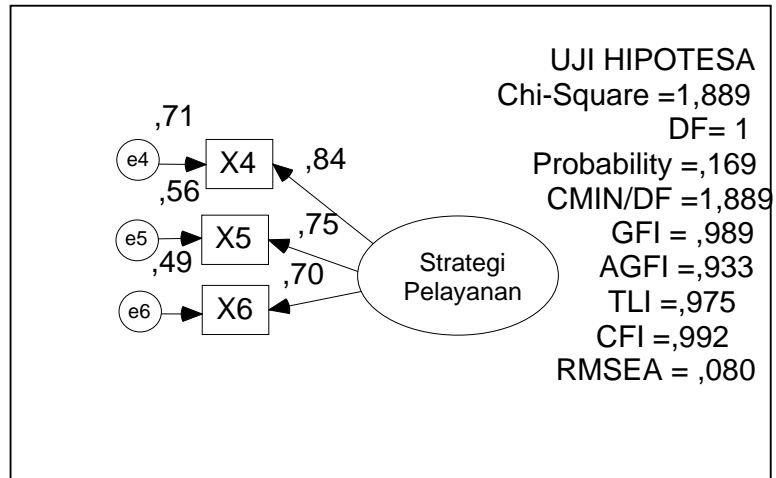 UJI HIPOTESA
Chi-Square =1,889
DF= 1
Probability =,169
CMIN/DF =1,889
GFI = ,989
AGFI =,933
TLI =,975
CFI =,992
RMSEA = ,080
,71
e4
X4
,84
,56
e5
X5
,75
,49
e6
X6
,70
Strategi
Pelayanan